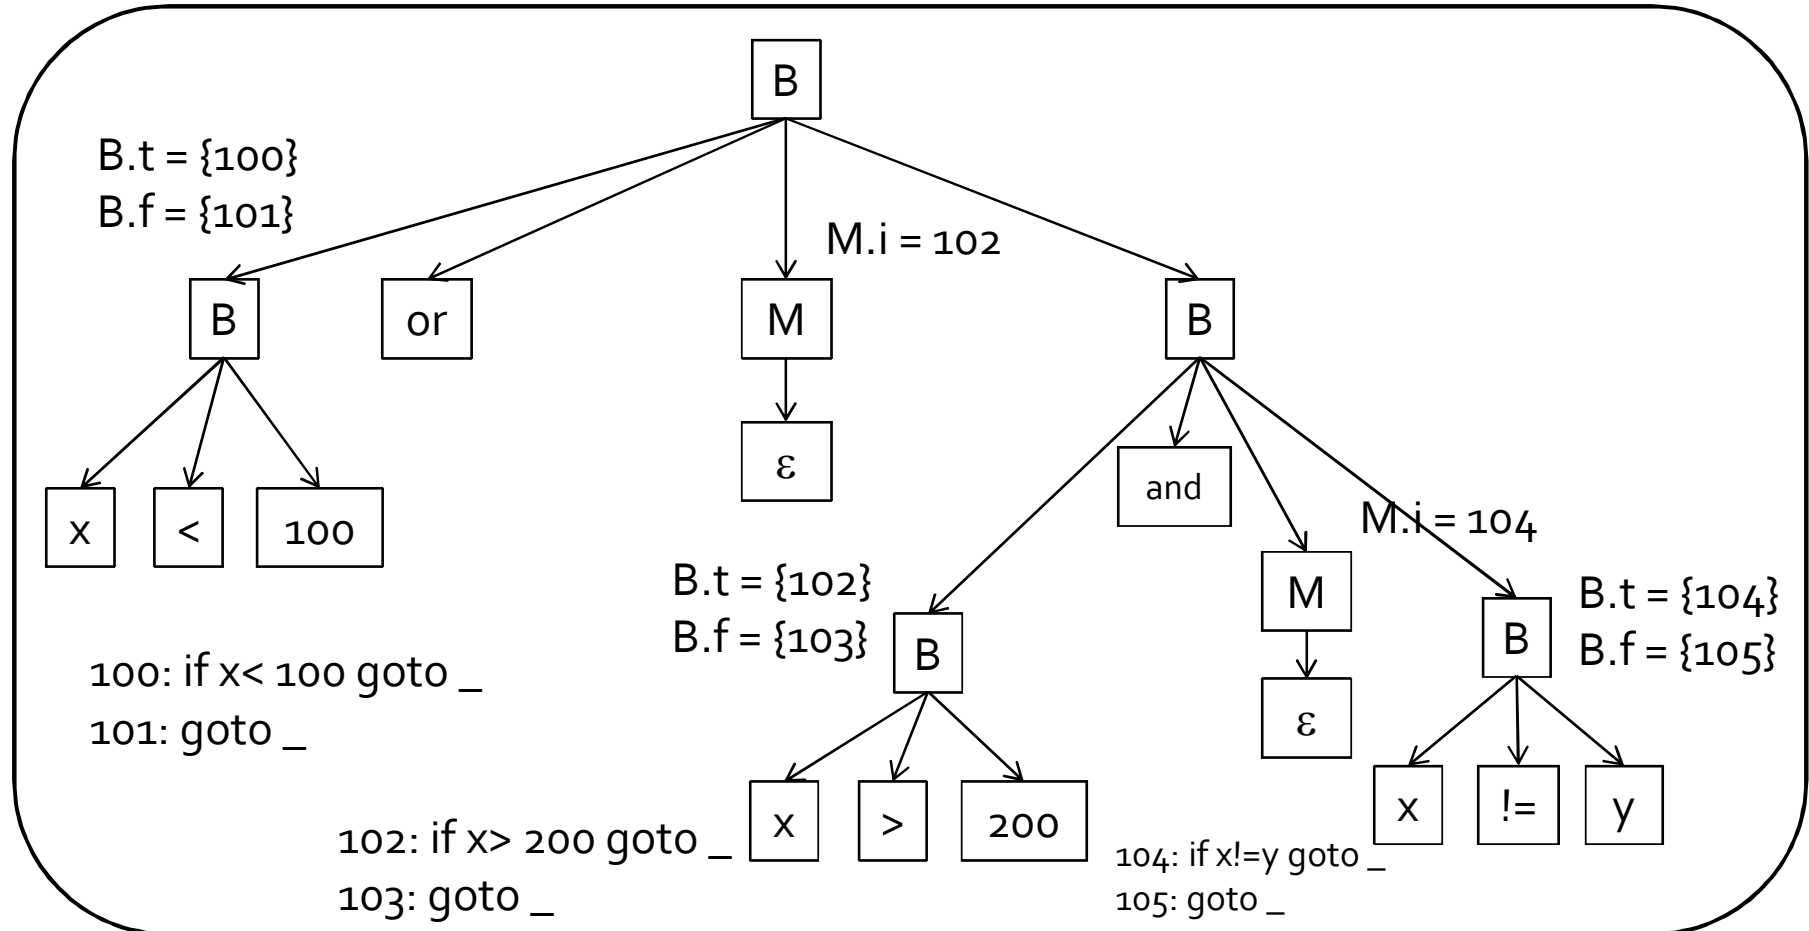 B
B.t = {100}
B.f = {101}
M.i = 102
B
or
M
B
ε
x
<
100
and
M.i = 104
B.t = {102}
B.f = {103}
B
M
B
B.t = {104}
B.f = {105}
ε
100: if x< 100 goto _
101: goto _
x
>
200
x
!=
y
102: if x> 200 goto _
103: goto _
104: if x!=y goto _
105: goto _